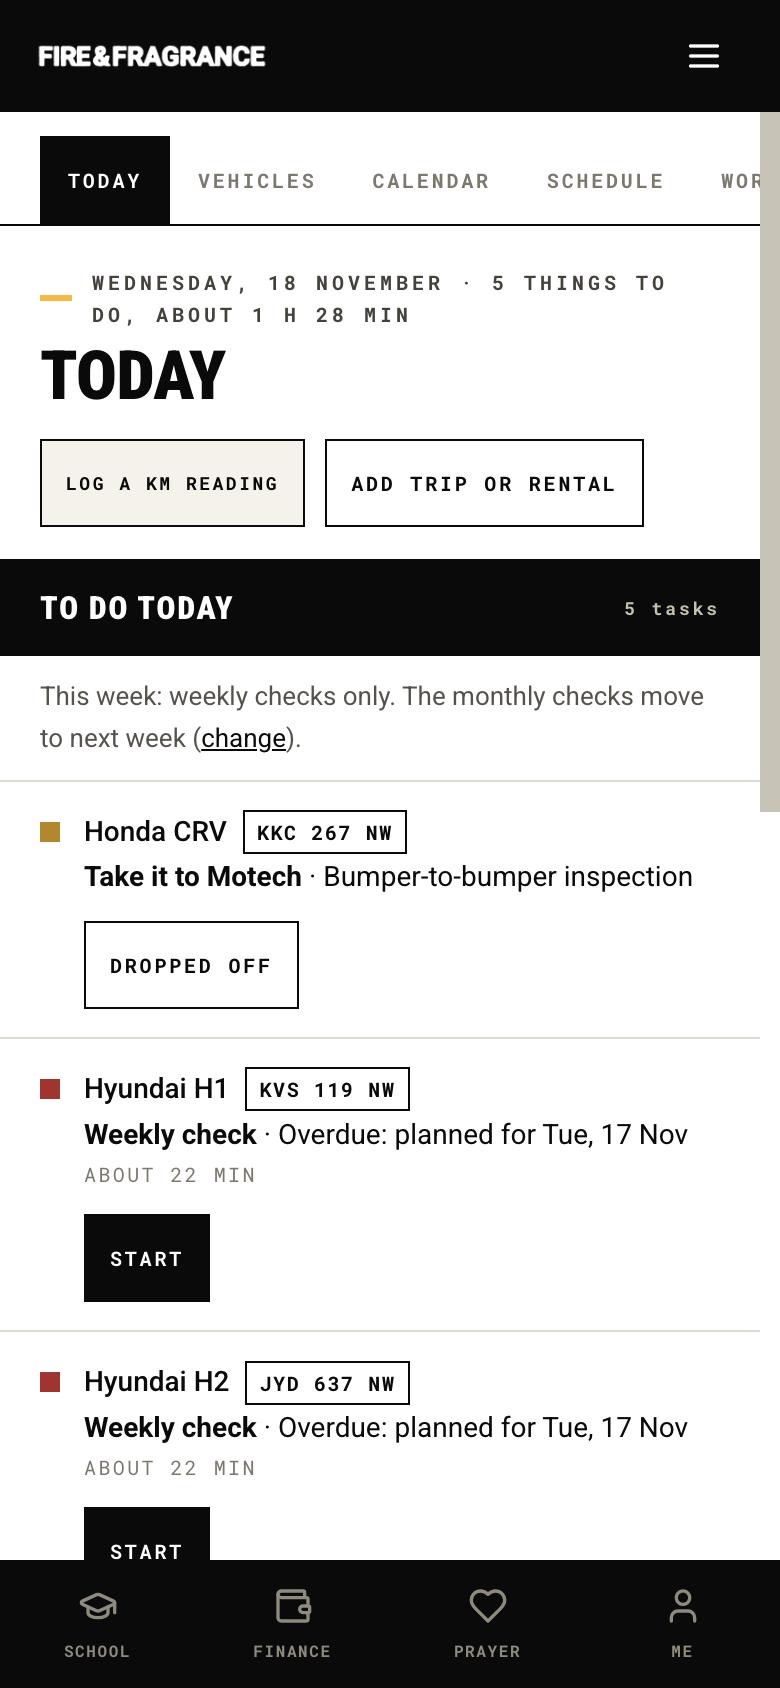 FIRE&FRAGRANCE
TODAY VEHICLES CALENDAR SCHEDULE WOR
WEDNESDAY, 18 NOVEMBER · 5 THINGS TO
DO, ABOUT 1 H 28 MIN
TODAY
LOG A KM READING ADD TRIP OR RENTAL
TO DO TODAY 5 tasks
This week: weekly checks only. The monthly checks move
to next week (change).
Honda CRV KKC 267 NW
Take it to Motech · Bumper-to-bumper inspection
DROPPED OFF
Hyundai H1 KVS 119 NW
Weekly check · Overdue: planned for Tue, 17 Nov
ABOUT 22 MIN
START
Hyundai H2 JYD 637 NW
Weekly check · Overdue: planned for Tue, 17 Nov
ABOUT 22 MIN
START
SCHOOL FINANCE PRAYER ME